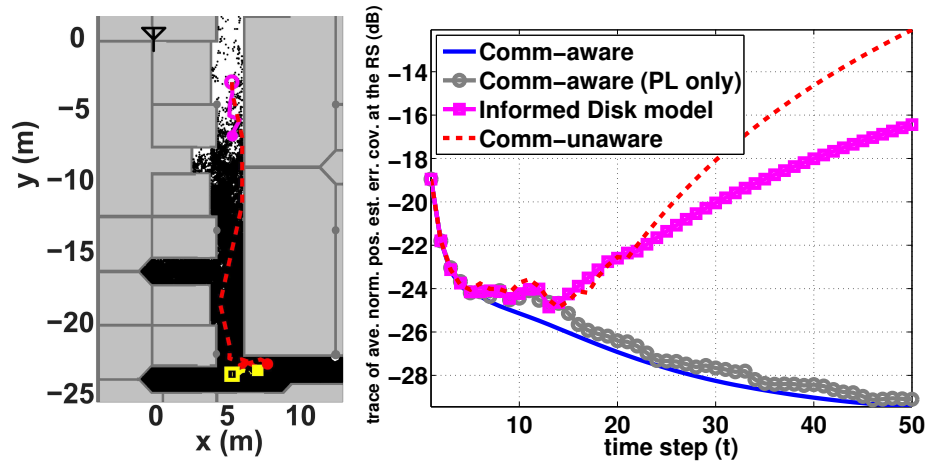 0
−5
−10
−15
−20
−25
y (m)
0 5 10
x (m)
trace of ave. norm. pos. est. err. cov. at the RS (dB)
−14
−16
−18
−20
−22
−24
−26
−28
Comm−aware
Comm−aware (PL only)
Informed Disk model
Comm−unaware
10 20 30 40 50
time step (t)